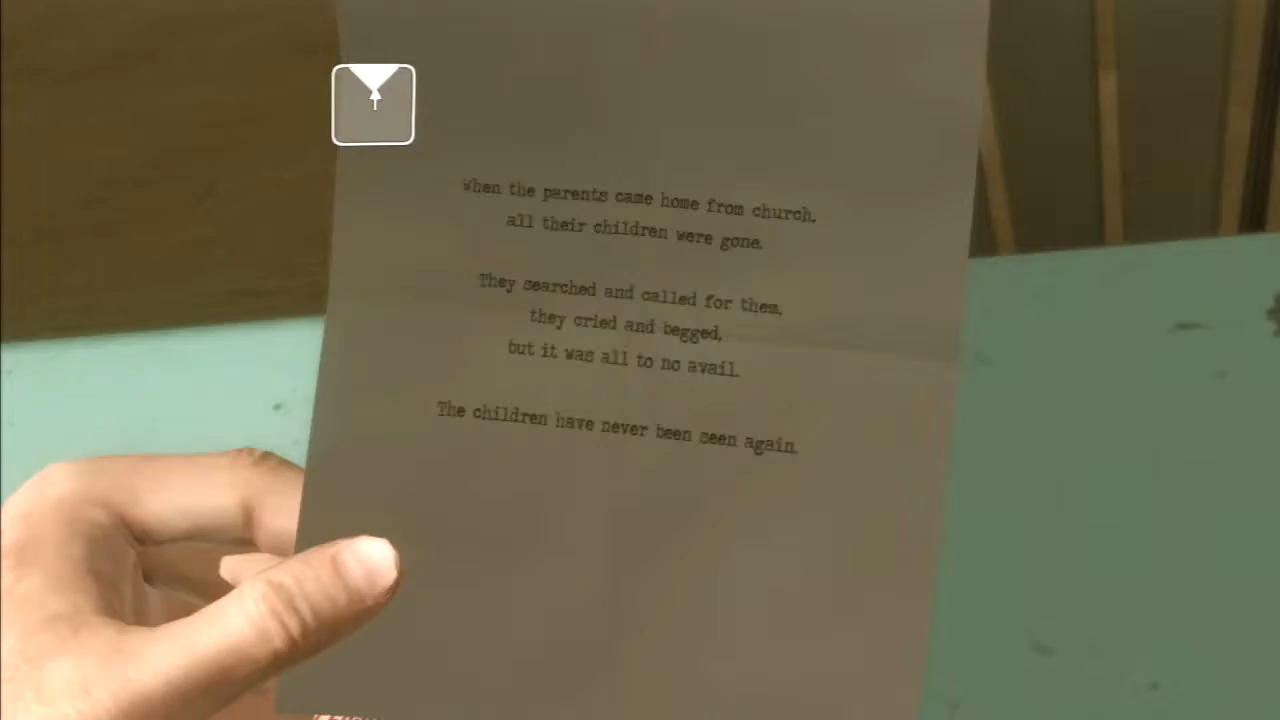 When the parents came home from church,
all their children were gone.
They searched and called for them,
they cried and begged,
but it was all to no avail.
The children have never been seen again.